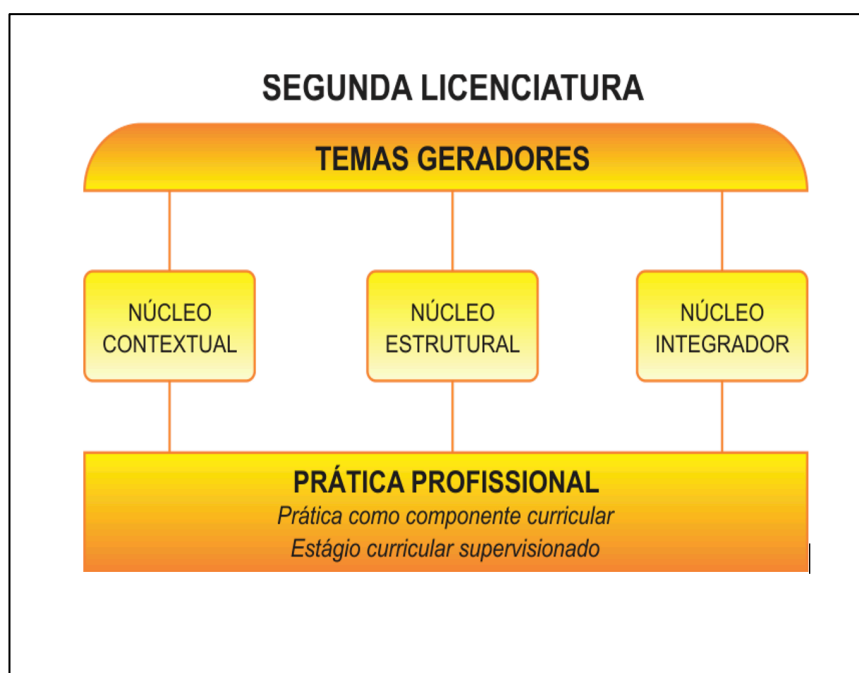 SEGUNDA LICENCIATURA
TEMAS GERADORES
NÚCLEO
CONTEXTUAL
NÚCLEO
ESTRUTURAL
NÚCLEO
INTEGRADOR
PRÁTICA PROFISSIONAL
Prática como componente curricular
Estágio curricular supervisionado